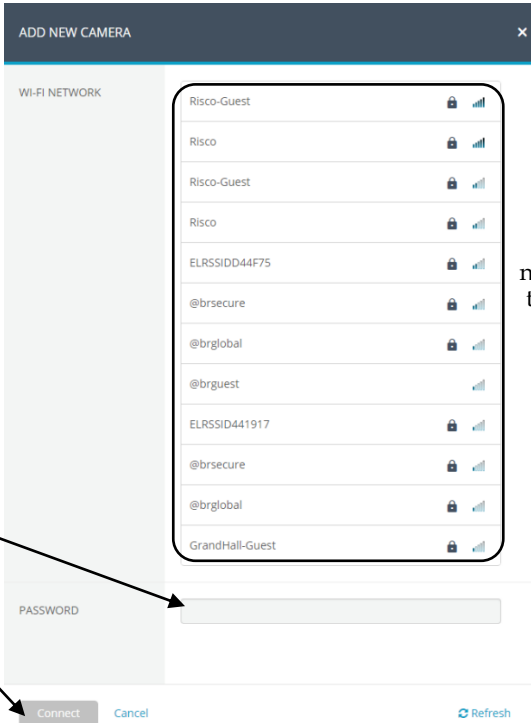 ADD NEW CAMERA ×
WI-FI NETWORK
Risco-Guest
Risco
Risco-Guest
Risco
ELRSSIDD44F75
@brsecure
@brglobal
@brguest
ELRSSID441917
@brsecure
@brglobal
GrandHall-Guest
PASSWORD
Connect Cancel Refresh